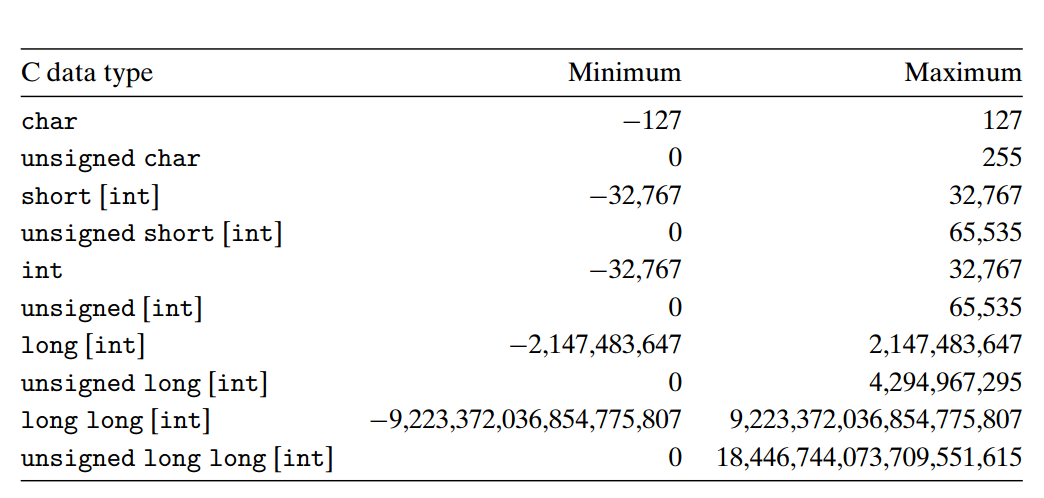 C data type Minimum Maximum
char −127 127
unsigned char 0 255
short [int] −32,767 32,767
unsigned short [int] 0 65,535
int −32,767 32,767
unsigned [int] 0 65,535
long [int] −2,147,483,647 2,147,483,647
unsigned long [int] 0 4,294,967,295
long long [int] −9,223,372,036,854,775,807 9,223,372,036,854,775,807
unsigned long long [int] 0 18,446,744,073,709,551,615